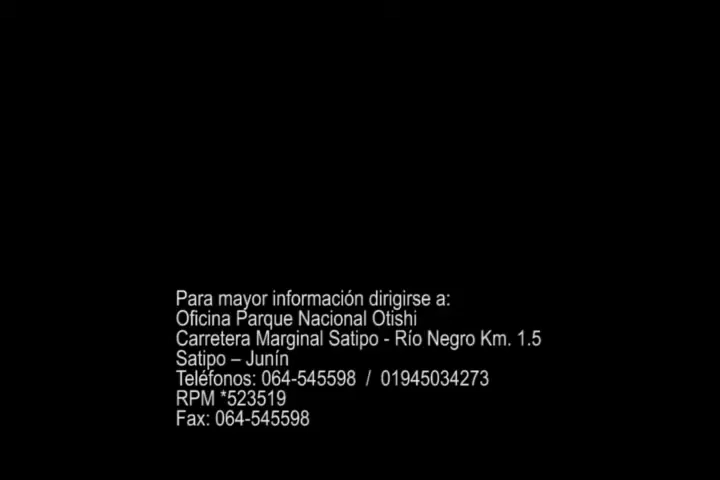 Para mayor información dirigirse a:
Oficina Parque Nacional Otishi
Carretera Marginal Satipo - Río Negro Km. 1.5
Satipo – Junín
Teléfonos: 064-545598 / 01945034273
RPM *523519
Fax: 064-545598